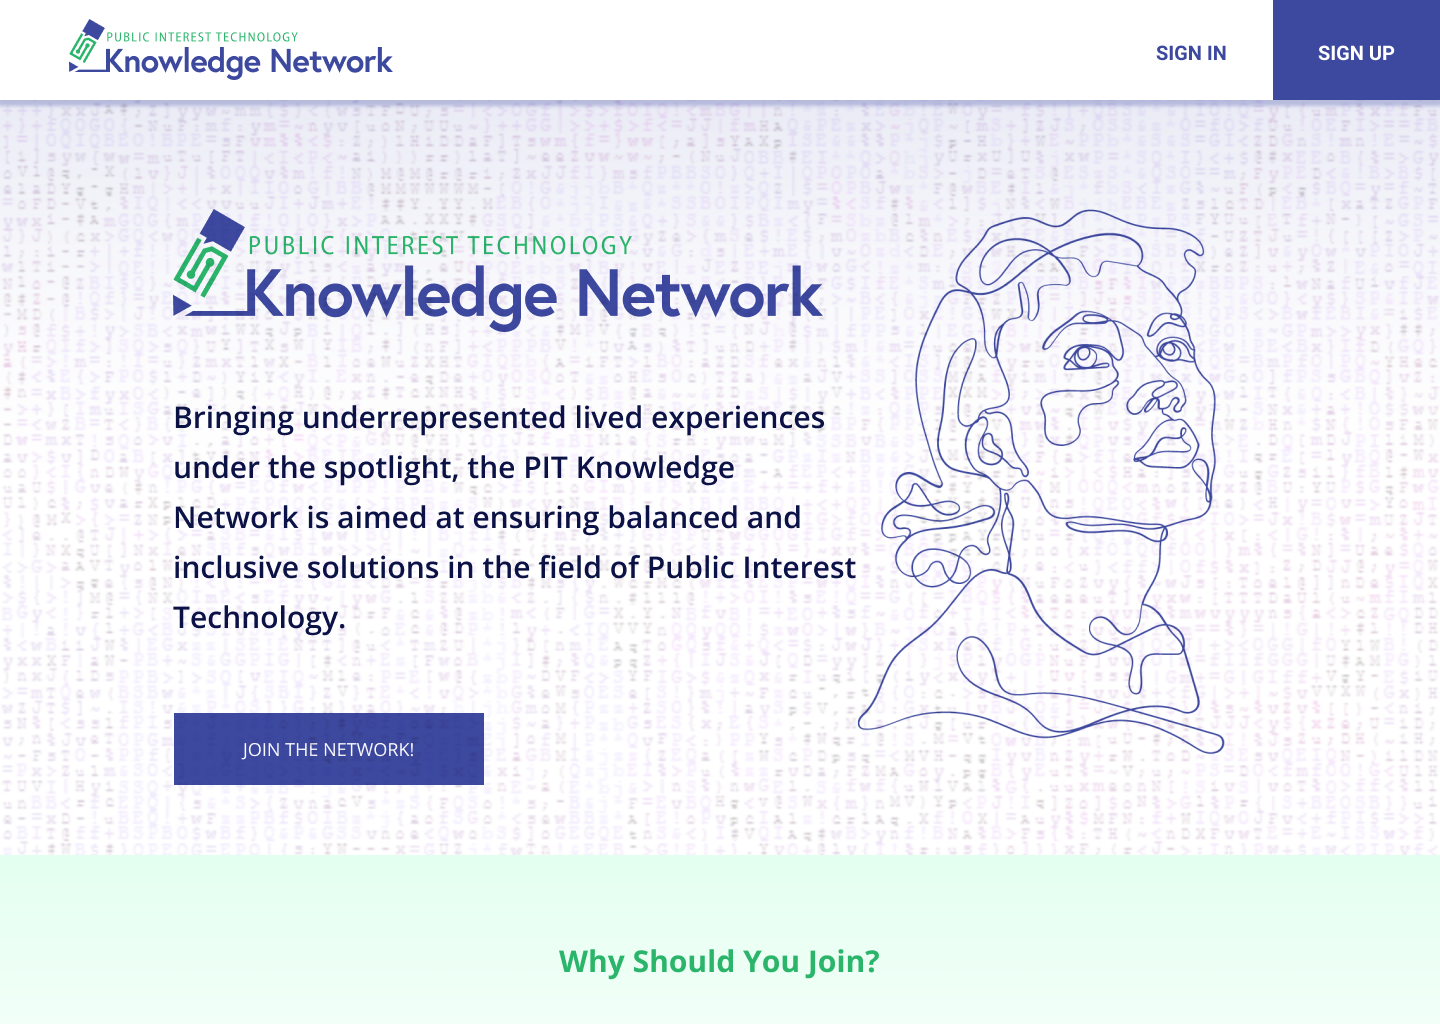 PUBLIC INTEREST TECHNOLOGY
Knowledge Network
SIGN IN
SIGN UP
PUBLIC INTEREST TECHNOLOGY
Knowledge Network
Bringing underrepresented lived experiences
under the spotlight, the PIT Knowledge
Network is aimed at ensuring balanced and
inclusive solutions in the field of Public Interest
Technology.
JOIN THE NETWORK!
Why Should You Join?